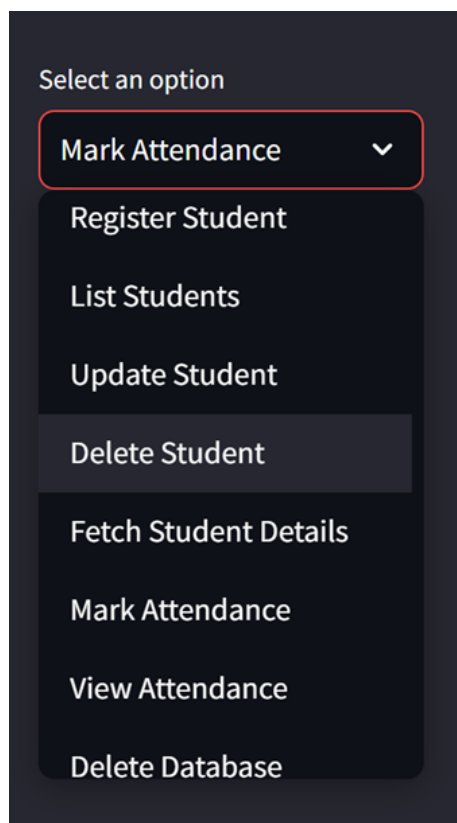 Select an option
Mark Attendance
Register Student
List Students
Update Student
Delete Student
Fetch Student Details
Mark Attendance
View Attendance
Delete Database